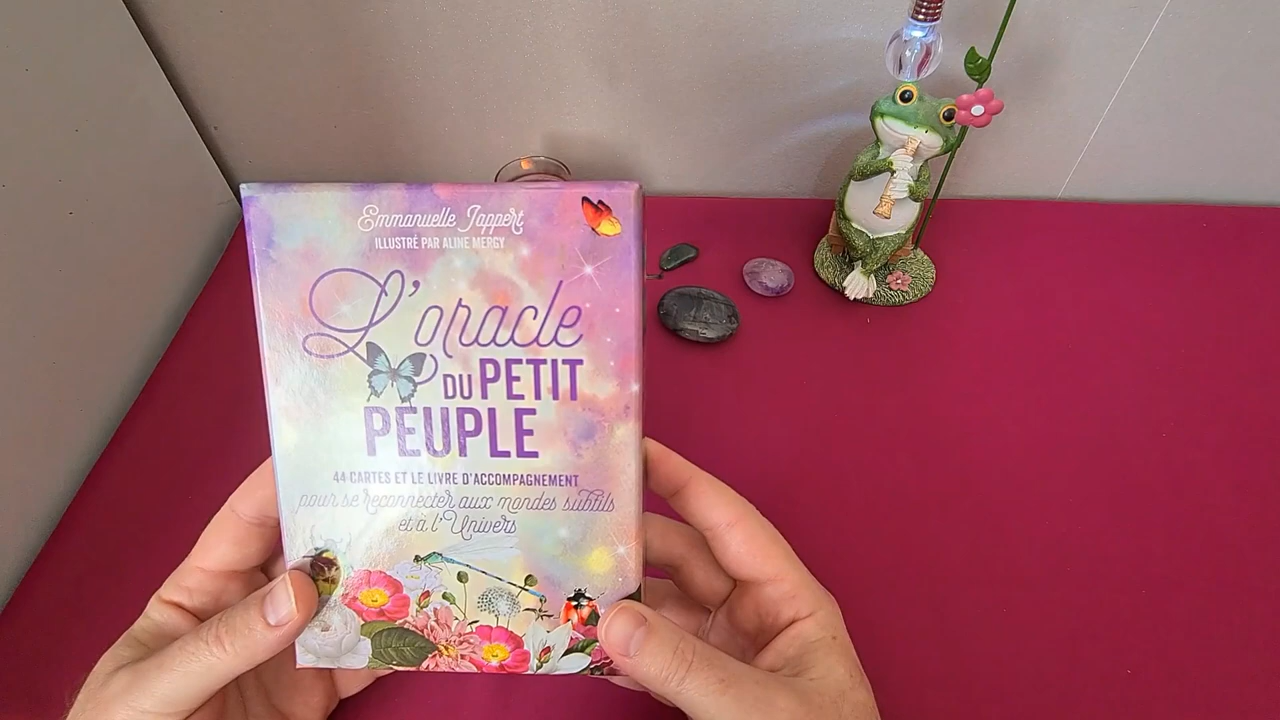 Emmanuelle Iappert
ILLUSTRÉ PAR ALINE MERGY
L'oracle
DU PETIT
PEUPLE
44 CARTES ET LE LIVRE D'ACCOMPAGNEMENT
pour se reconnecter aux mondes subtils
et à l'Univers